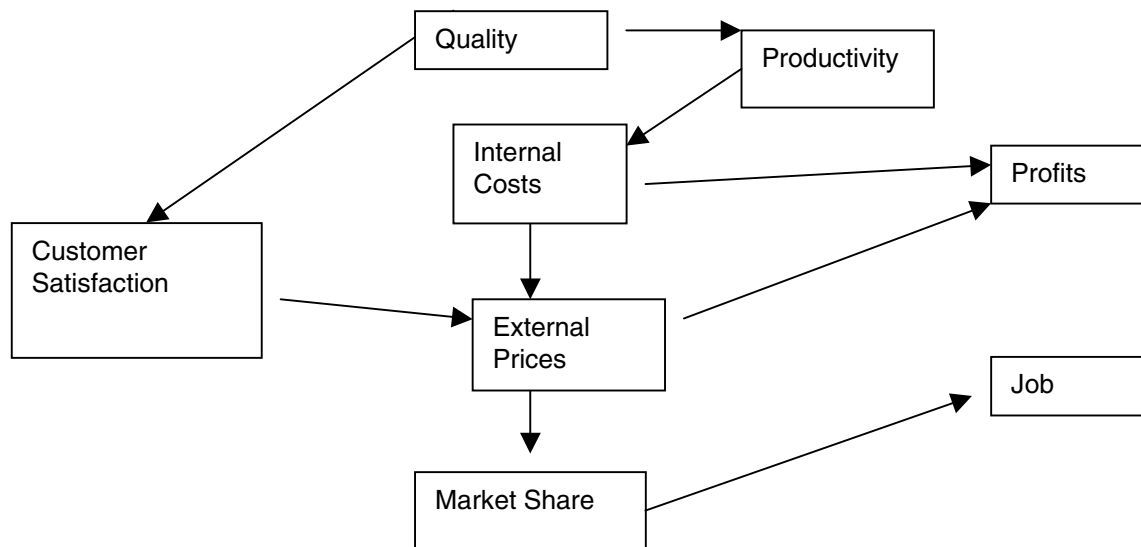 Quality
Productivity
Internal
Costs
Profits
Customer
Satisfaction
External
Prices
Job
Market Share